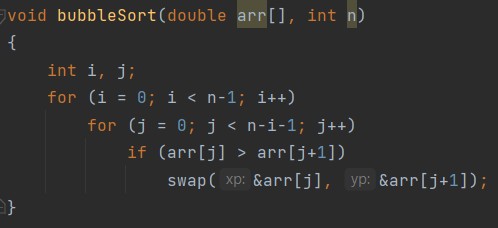 void bubbleSort(double arr[], int n)
{
    int i, j;
    for (i = 0; i < n-1; i++)
        for (j = 0; j < n-i-1; j++)
            if (arr[j] > arr[j+1])
                swap( xp: &arr[j], yp: &arr[j+1]);
}